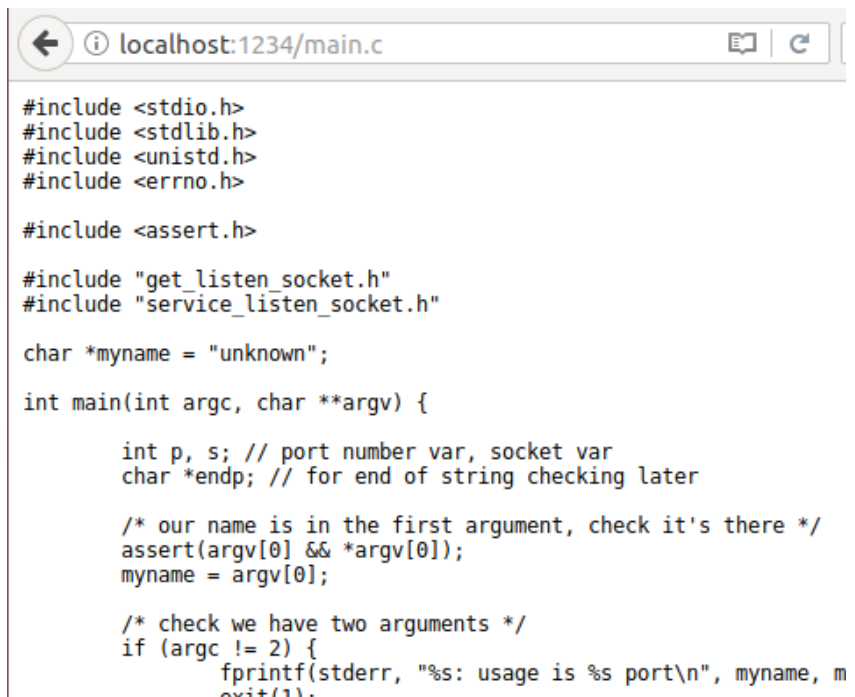 localhost:1234/main.c
#include <stdio.h>
#include <stdlib.h>
#include <unistd.h>
#include <errno.h>
#include <assert.h>
#include "get_listen_socket.h"
#include "service_listen_socket.h"
char *myname = "unknown";
int main(int argc, char **argv) {
int p, s; // port number var, socket var
char *endp; // for end of string checking later
/* our name is in the first argument, check it's there */
assert(argv[0] && *argv[0]);
myname = argv[0];
/* check we have two arguments */
if (argc != 2) {
fprintf(stderr, "%s: usage is %s port\n", myname, m
exit(1);